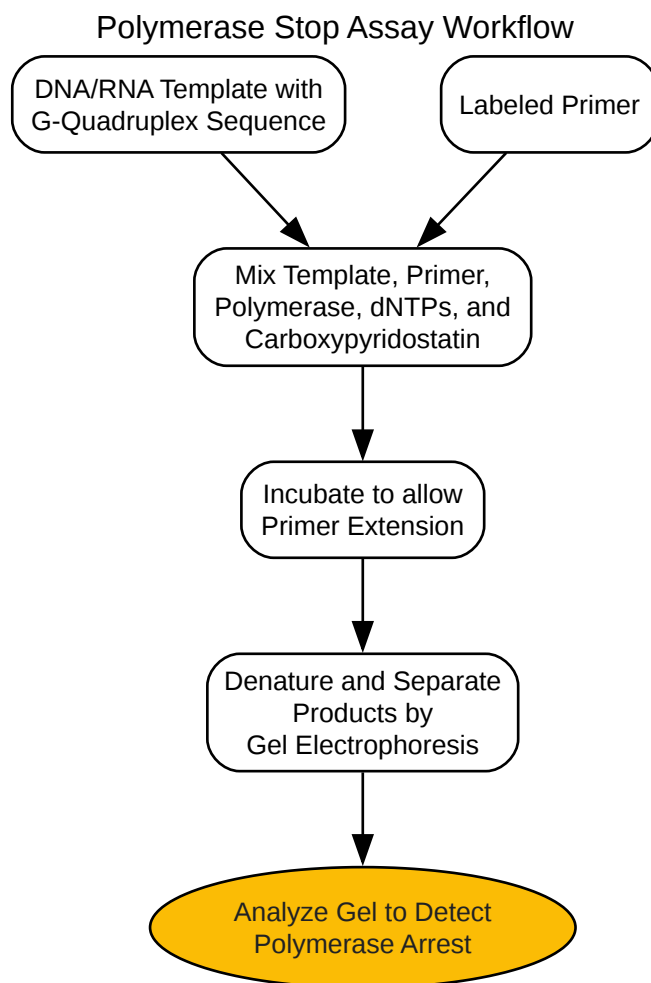 Polymerase Stop Assay Workflow
DNA/RNA Template with
G-Quadruplex Sequence
Labeled Primer
Mix Template, Primer,
Polymerase, dNTPs, and
Carboxypyridostatin
Incubate to allow
Primer Extension
Denature and Separate
Products by
Gel Electrophoresis
Analyze Gel to Detect
Polymerase Arrest